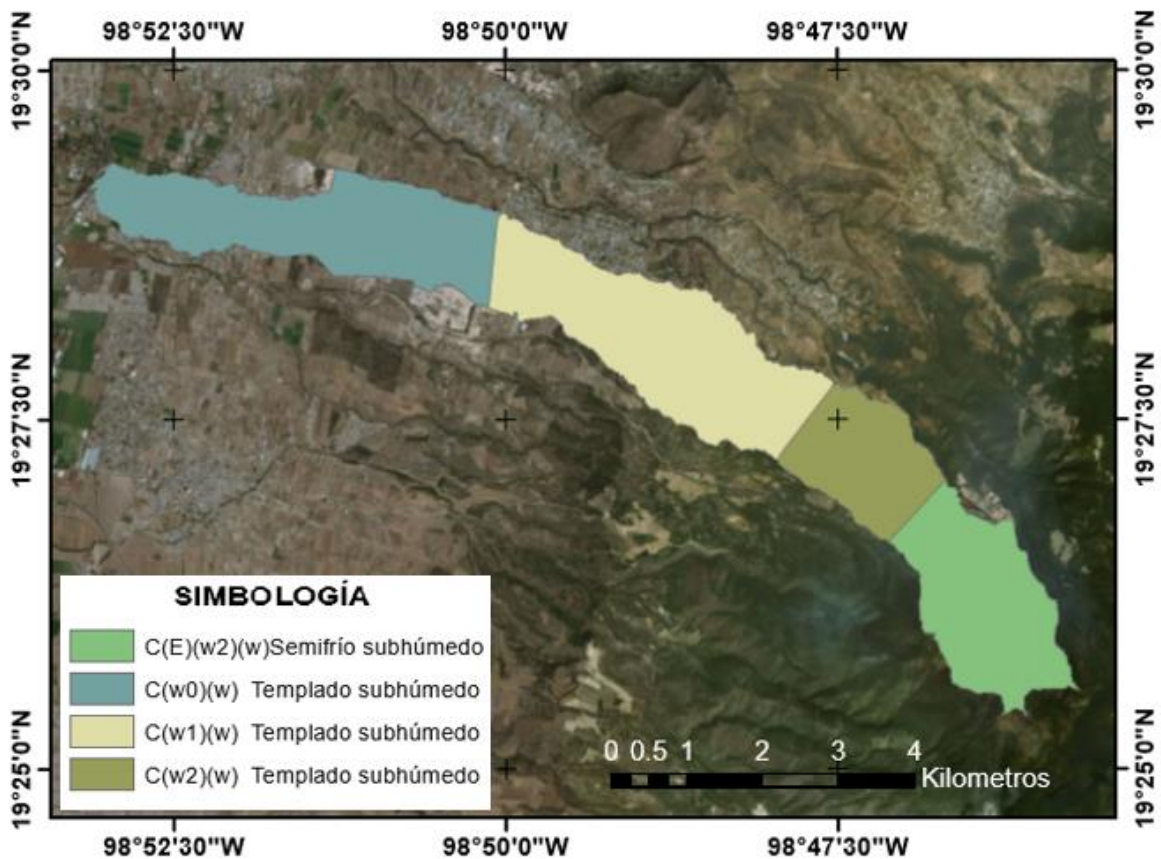 98°52'30"W 98°50'0"W 98°47'30"W
19°30'0"N 19°30'0"N
19°27'30"N 19°27'30"N
SIMBOLOGÍA
C(E)(w2)(w)Semifrío subhúmedo
C(w0)(w) Templado subhúmedo
C(w1)(w) Templado subhúmedo
C(w2)(w) Templado subhúmedo
0 0.5 1 2 3 4
Kilometros
19°25'0"N 19°25'0"N
98°52'30"W 98°50'0"W 98°47'30"W